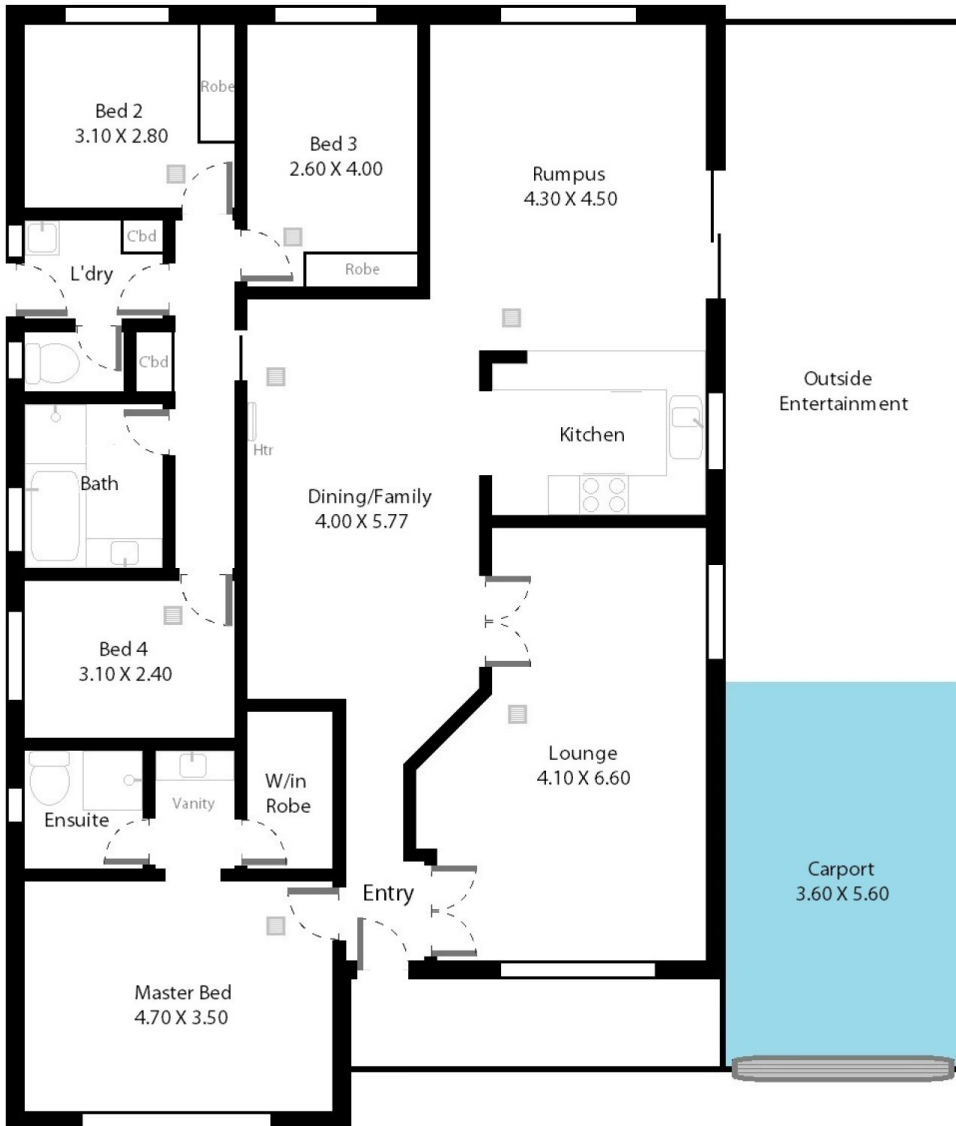 Bed 2
3.10 X 2.80
Robe
Bed 3
2.60 X 4.00
Robe
Rumpus
4.30 X 4.50
C'bd
L'dry
C'bd
Outside
Entertainment
Kitchen
Htr
Bath
Dining/Family
4.00 X 5.77
Bed 4
3.10 X 2.40
Lounge
4.10 X 6.60
W/in
Robe
Vanity
Ensuite
Carport
3.60 X 5.60
Entry
Master Bed
4.70 X 3.50